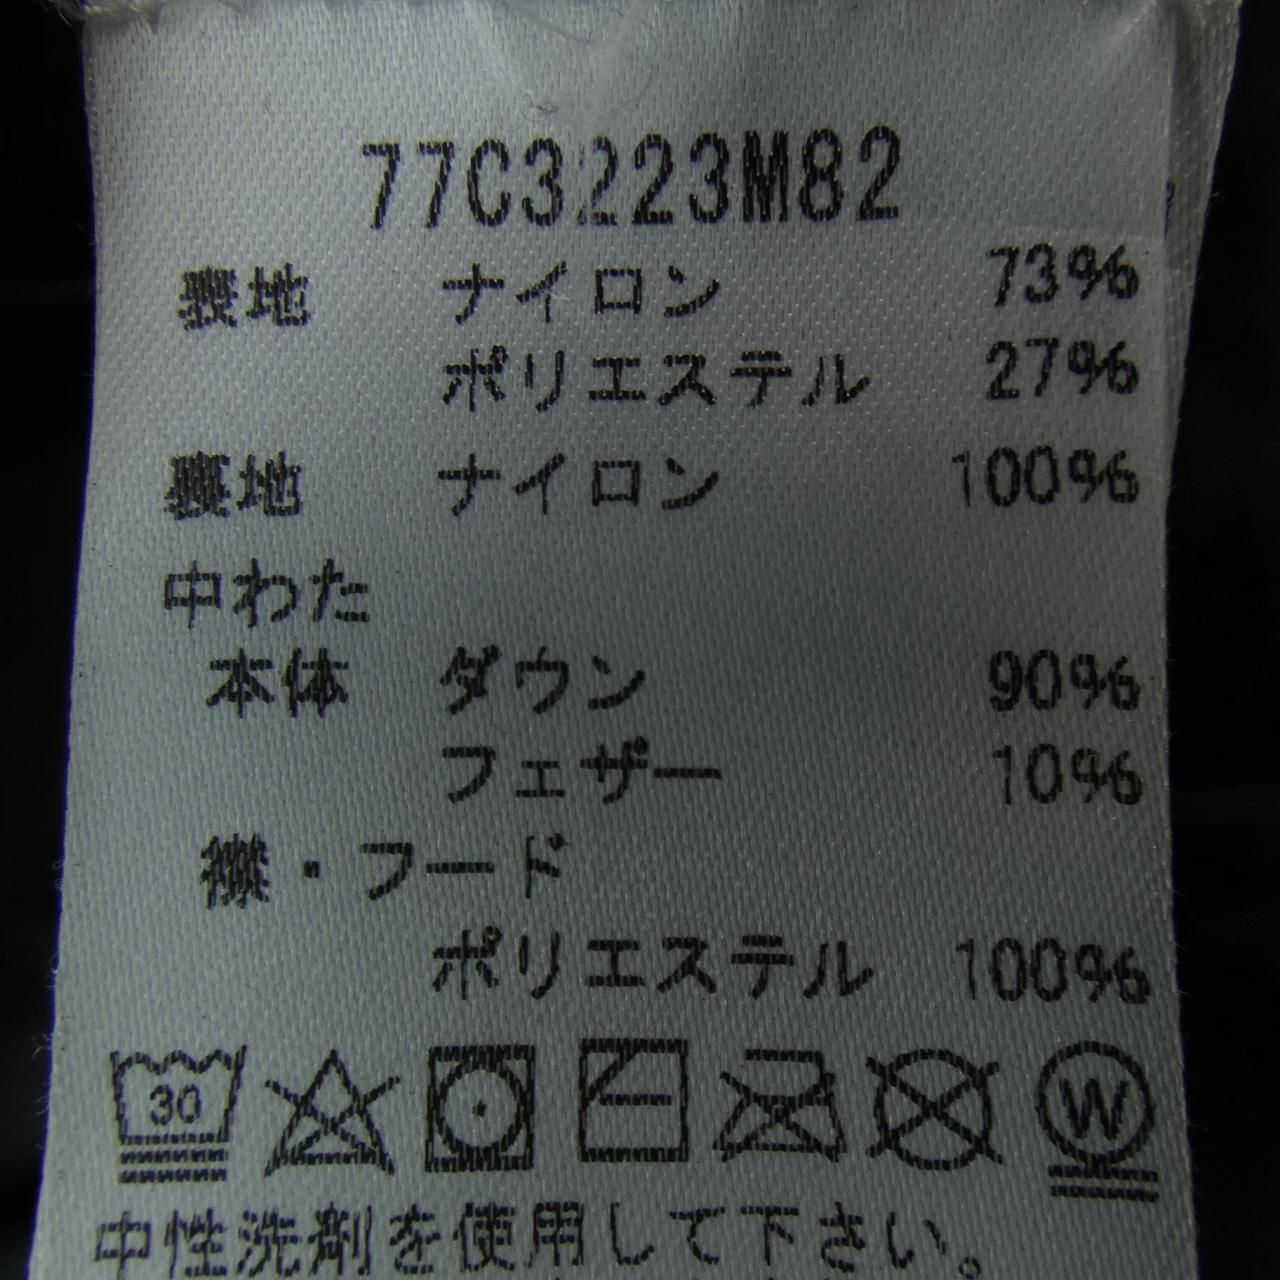 77C3223M82
表地 ナイロン 73%
ポリエステル 27%
裏地 ナイロン 100%
中わた
本体 ダウン 90%
フェザー 10%
襟・フード
ポリエステル 100%
30 W
中性洗剤を使用して下さい。